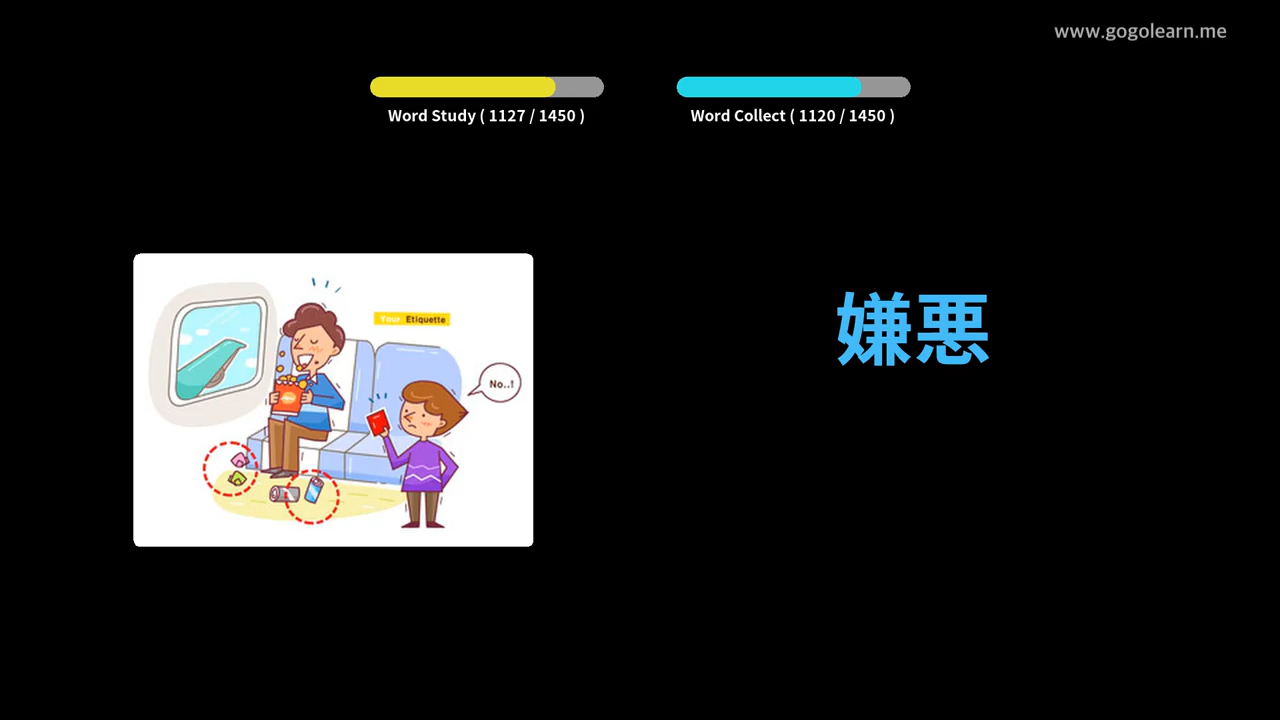 www.gogolearn.me
Word Study ( 1127 / 1450 )
Word Collect ( 1120 / 1450 )
Your Etiquette
No..!
嫌悪